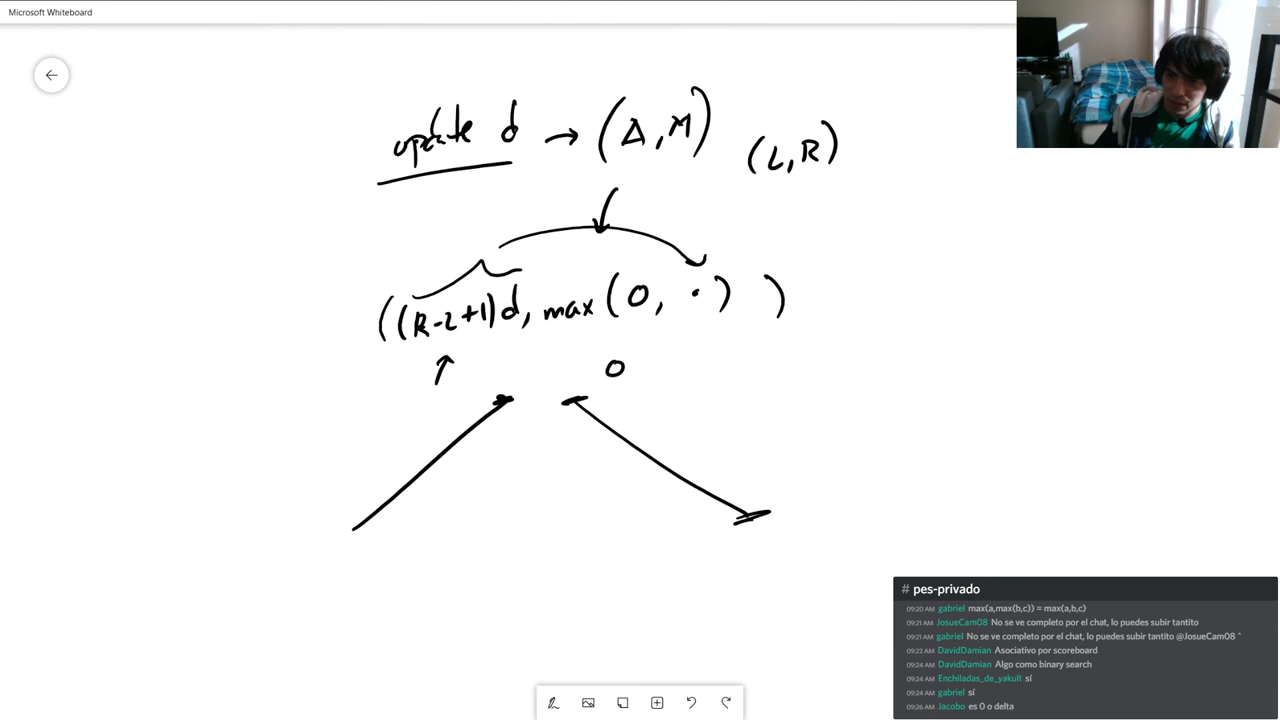 Microsoft Whiteboard
update d → (Δ, M) (L, R)
((R-L+1)d, max(0, ·) )
0
# pes-privado
09:20 AM gabriel max(a,max(b,c)) = max(a,b,c)
09:21 AM JosueCam08 No se ve completo por el chat, lo puedes subir tantito
09:21 AM gabriel No se ve completo por el chat, lo puedes subir tantito @JosueCam08 ^
09:22 AM DavidDamian Asociativo por scoreboard
09:24 AM DavidDamian Algo como binary search
09:24 AM Enchiladas_de_yakult sí
09:24 AM gabriel sí
09:26 AM Jacobo es 0 o delta